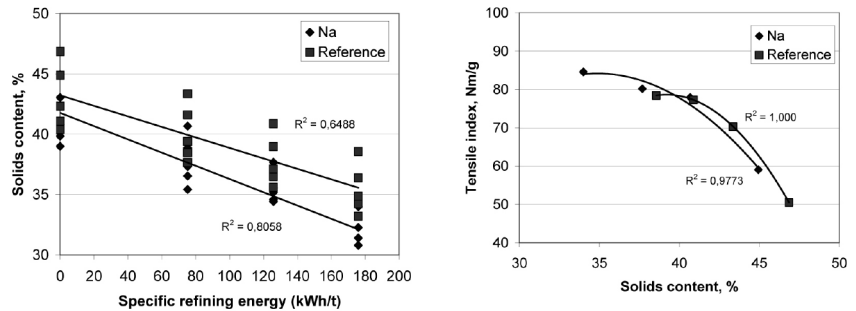 50
45
40
35
30
Solids content, %
Na
Reference
R² = 0,6488
R² = 0,8058
0 20 40 60 80 100 120 140 160 180 200
Specific refining energy (kWh/t)
100
90
80
70
60
50
40
Tensile index, Nm/g
Na
Reference
R² = 1,000
R² = 0,9773
30 35 40 45 50
Solids content, %